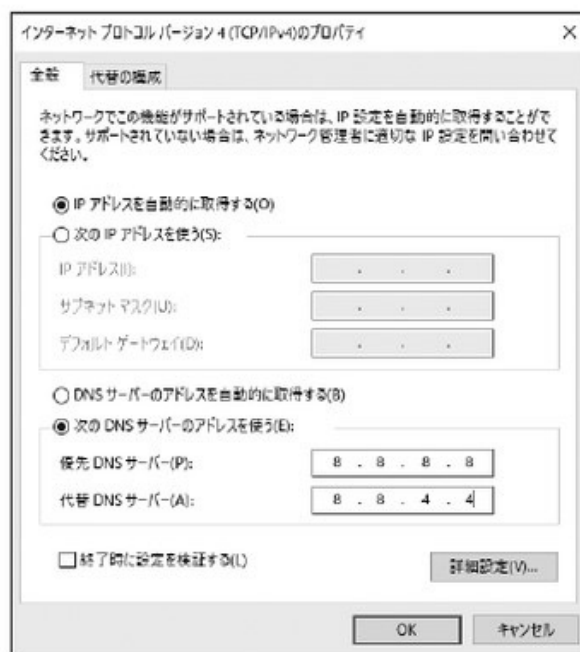 インターネット プロトコル バージョン 4 (TCP/IPv4)のプロパティ
全般 代替の構成
ネットワークでこの機能がサポートされている場合は、IP 設定を自動的に取得することがで
きます。サポートされていない場合は、ネットワーク管理者に適切な IP 設定を問い合わせて
ください。
IP アドレスを自動的に取得する(O)
次の IP アドレスを使う(S):
IP アドレス(I):
サブネット マスク(U):
デフォルト ゲートウェイ(D):
DNS サーバーのアドレスを自動的に取得する(B)
次の DNS サーバーのアドレスを使う(E):
優先 DNS サーバー(P): 8 . 8 . 8 . 8
代替 DNS サーバー(A): 8 . 8 . 4 . 4
終了時に設定を検証する(L)
詳細設定(V)...
OK キャンセル